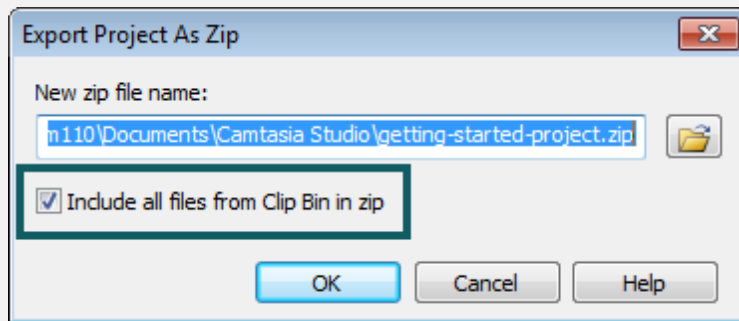 Export Project As Zip
New zip file name:
m110\Documents\Camtasia Studio\getting-started-project.zip
Include all files from Clip Bin in zip
OK Cancel Help